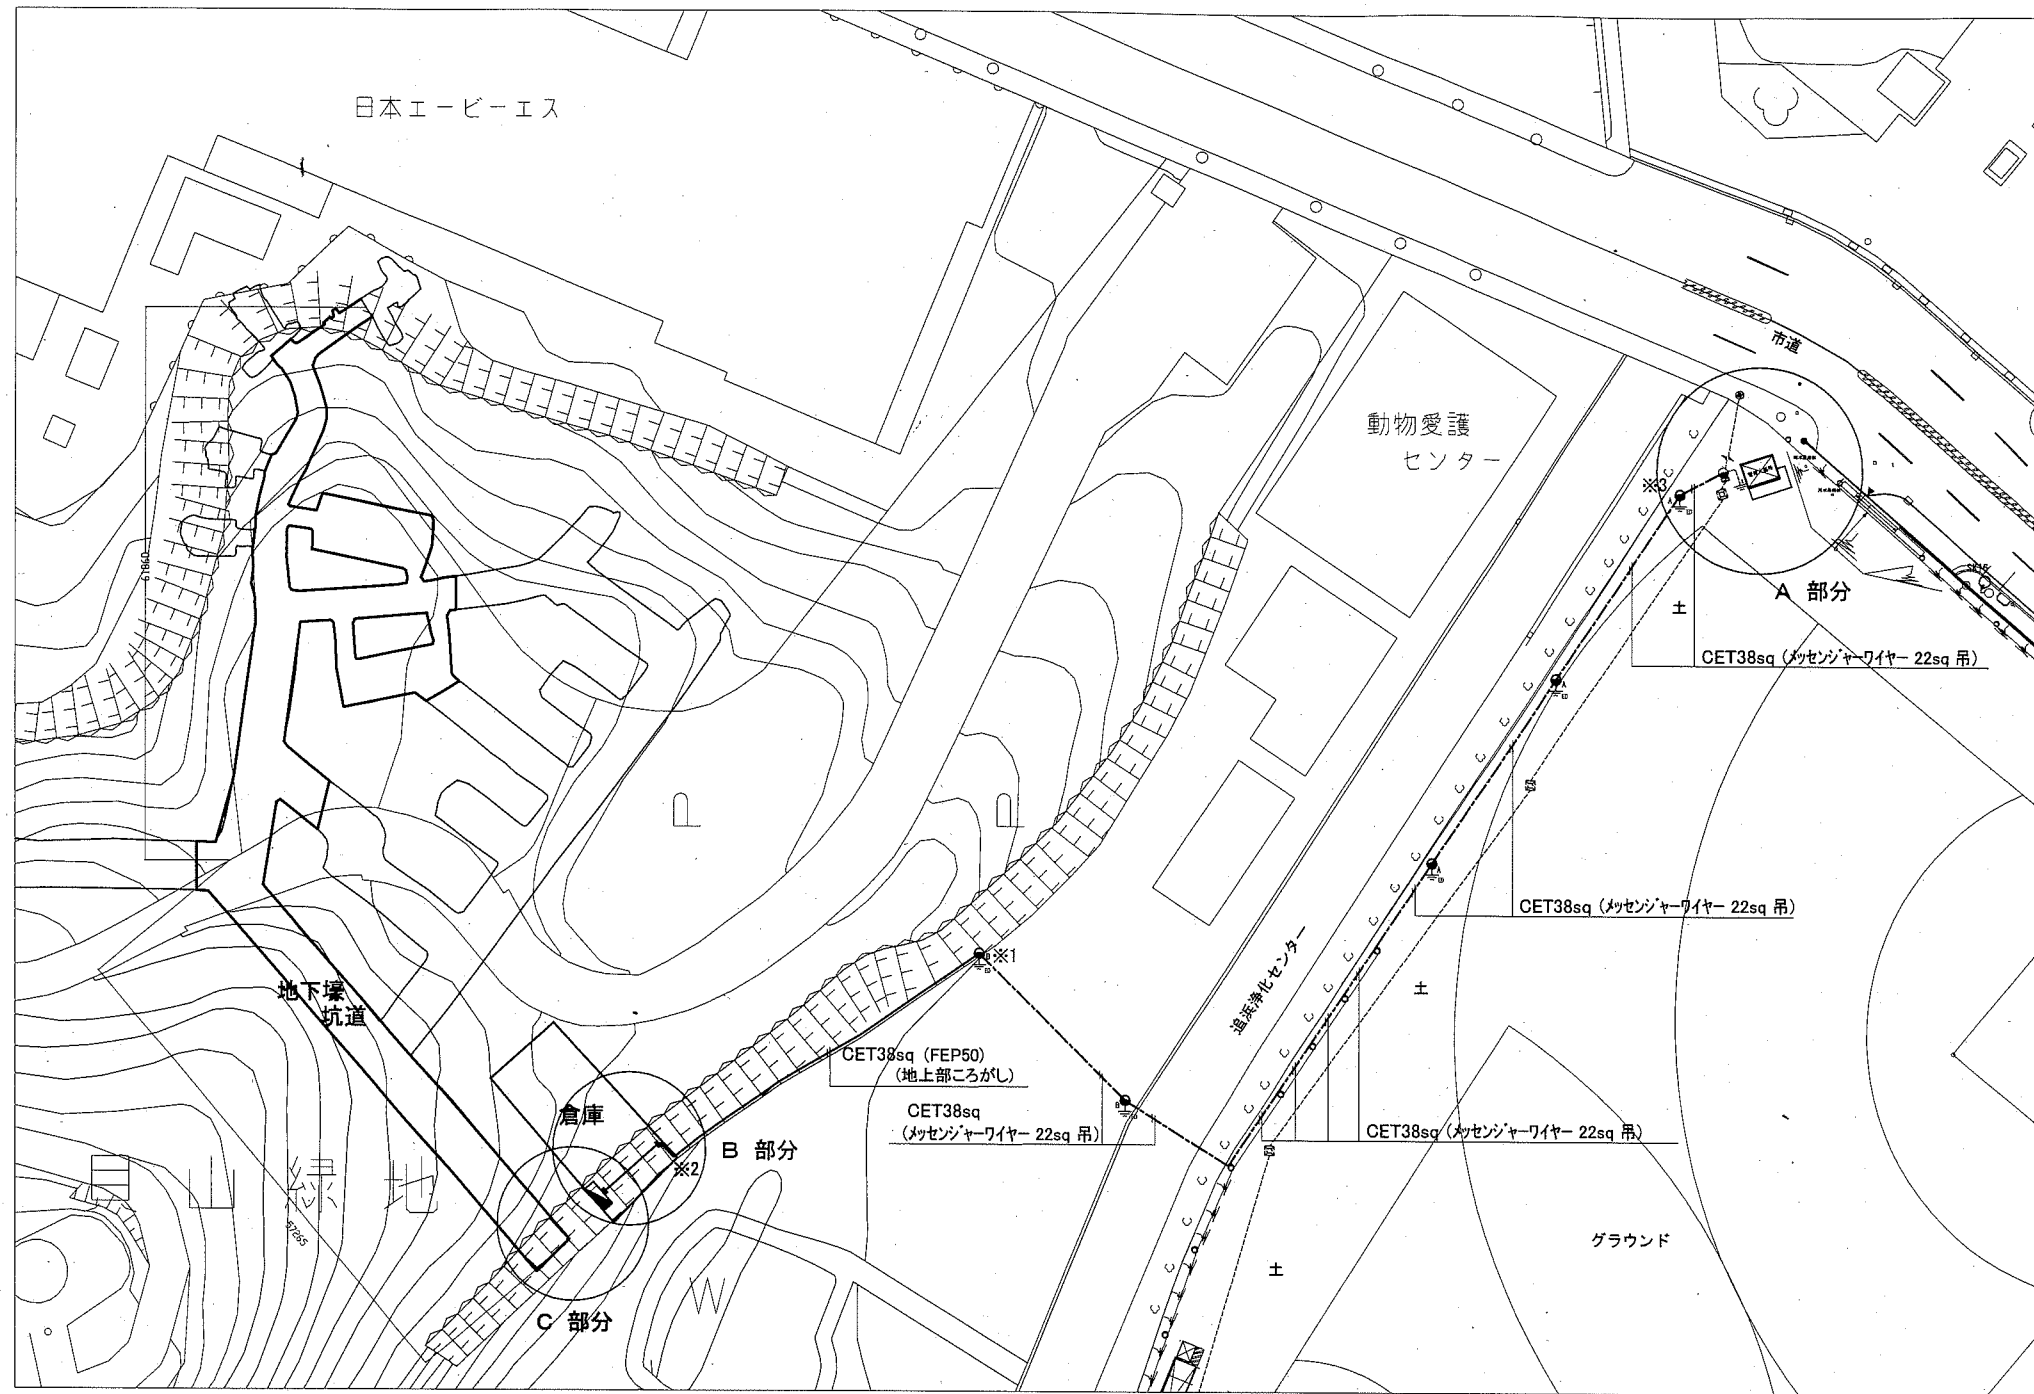 日本エービーエス
市道
動物愛護
センター
※3
A 部分
土
CET38sq (メッセンジャーワイヤー 22sq 吊)
CET38sq (メッセンジャーワイヤー 22sq 吊)
※1
土
追浜浄化センター
地下壕
坑道
CET38sq (FEP50)
(地上部ころがし)
CET38sq
(メッセンジャーワイヤー 22sq 吊)
CET38sq (メッセンジャーワイヤー 22sq 吊)
倉庫
B 部分
※2
山 緑 地
57265
グラウンド
土
W
C 部分